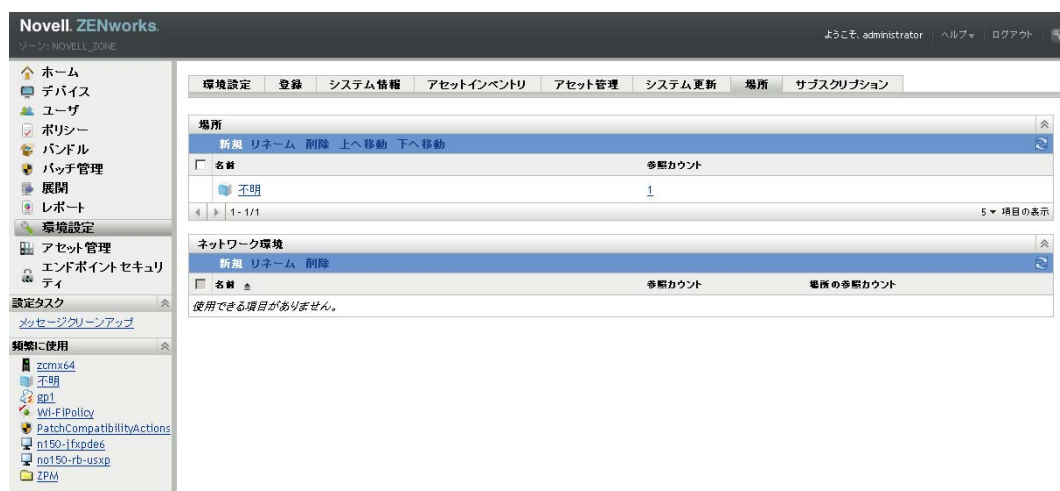 Novell. ZENworks.
ゾーン: NOVELL_ZONE
ようこそ, administrator ヘルプ ログアウト
ホーム
デバイス
ユーザ
ポリシー
バンドル
パッチ管理
展開
レポート
環境設定
アセット管理
エンドポイントセキュリ
ティ
設定タスク
メッセージクリーンアップ
頻繁に使用
zcmx64
不明
gp1
Wi-FiPolicy
PatchCompatibilityActions
n150-jfxpde6
no150-rb-usxp
ZPM
環境設定 登録 システム情報 アセットインベントリ アセット管理 システム更新 場所 サブスクリプション
場所
新規 リネーム 削除 上へ移動 下へ移動
名前 参照カウント
不明 1
1 - 1/1 5 項目の表示
ネットワーク環境
新規 リネーム 削除
名前 参照カウント 場所の参照カウント
使用できる項目がありません。